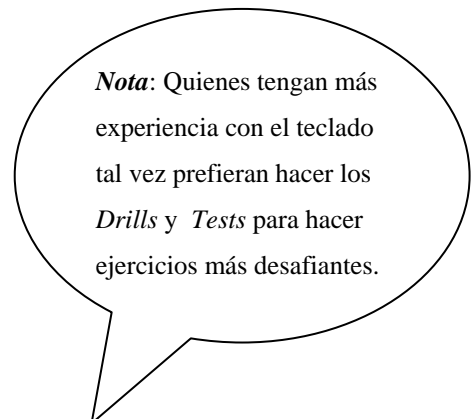 Nota: Quienes tengan más
experiencia con el teclado
tal vez prefieran hacer los
Drills y Tests para hacer
ejercicios más desafiantes.